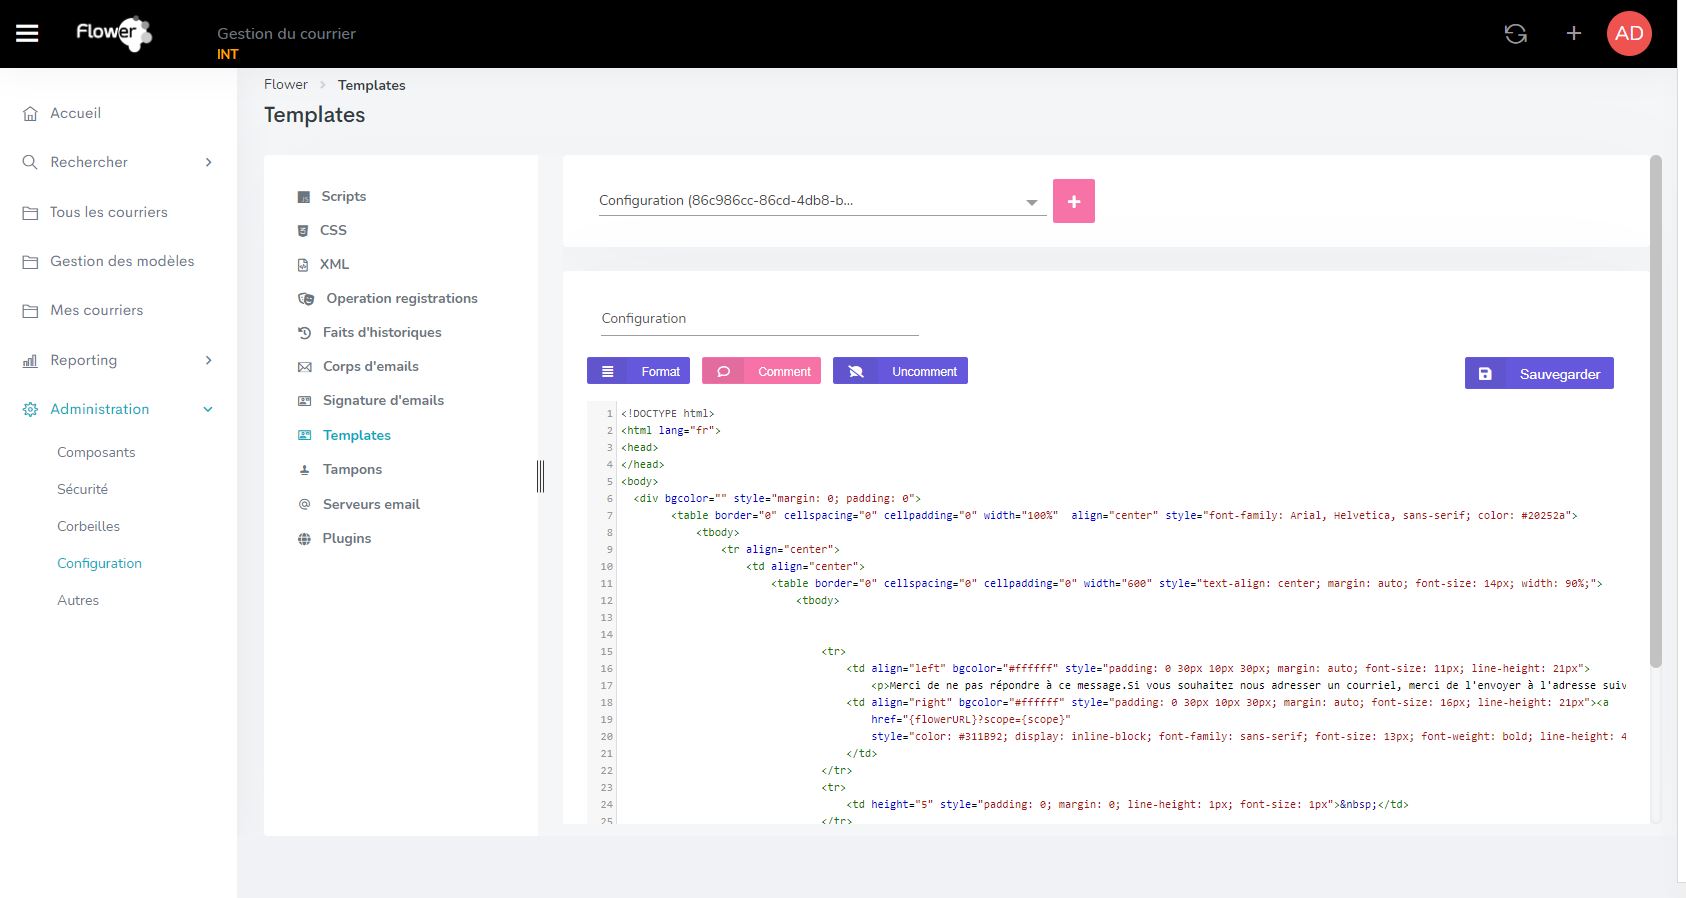 Flower
Gestion du courrier
INT
AD
Accueil
Rechercher
Tous les courriers
Gestion des modèles
Mes courriers
Reporting
Administration
Composants
Sécurité
Corbeilles
Configuration
Autres
Flower > Templates
Templates
Scripts
CSS
XML
Operation registrations
Faits d'historiques
Corps d'emails
Signature d'emails
Templates
Tampons
Serveurs email
Plugins
Configuration (86c986cc-86cd-4db8-b...
+
Configuration
Format Comment Uncomment Sauvegarder
1 <!DOCTYPE html>
2 <html lang="fr">
3 <head>
4 </head>
5 <body>
6 <div bgcolor="" style="margin: 0; padding: 0">
7 <table border="0" cellspacing="0" cellpadding="0" width="100%"  align="center" style="font-family: Arial, Helvetica, sans-serif; color: #20252a">
8 <tbody>
9 <tr align="center">
10 <td align="center">
11 <table border="0" cellspacing="0" cellpadding="0" width="600" style="text-align: center; margin: auto; font-size: 14px; width: 90%;">
12 <tbody>
13
14
15 <tr>
16 <td align="left" bgcolor="#ffffff" style="padding: 0 30px 10px 30px; margin: auto; font-size: 11px; line-height: 21px">
17 <p>Merci de ne pas répondre à ce message.Si vous souhaitez nous adresser un courriel, merci de l'envoyer à l'adresse suiv
18 <td align="right" bgcolor="#ffffff" style="padding: 0 30px 10px 30px; margin: auto; font-size: 16px; line-height: 21px"><a
19 href="{flowerURL}?scope={scope}"
20 style="color: #311B92; display: inline-block; font-family: sans-serif; font-size: 13px; font-weight: bold; line-height: 4
21 </td>
22 </tr>
23 <tr>
24 <td height="5" style="padding: 0; margin: 0; line-height: 1px; font-size: 1px">&nbsp;</td>
25 </tr>